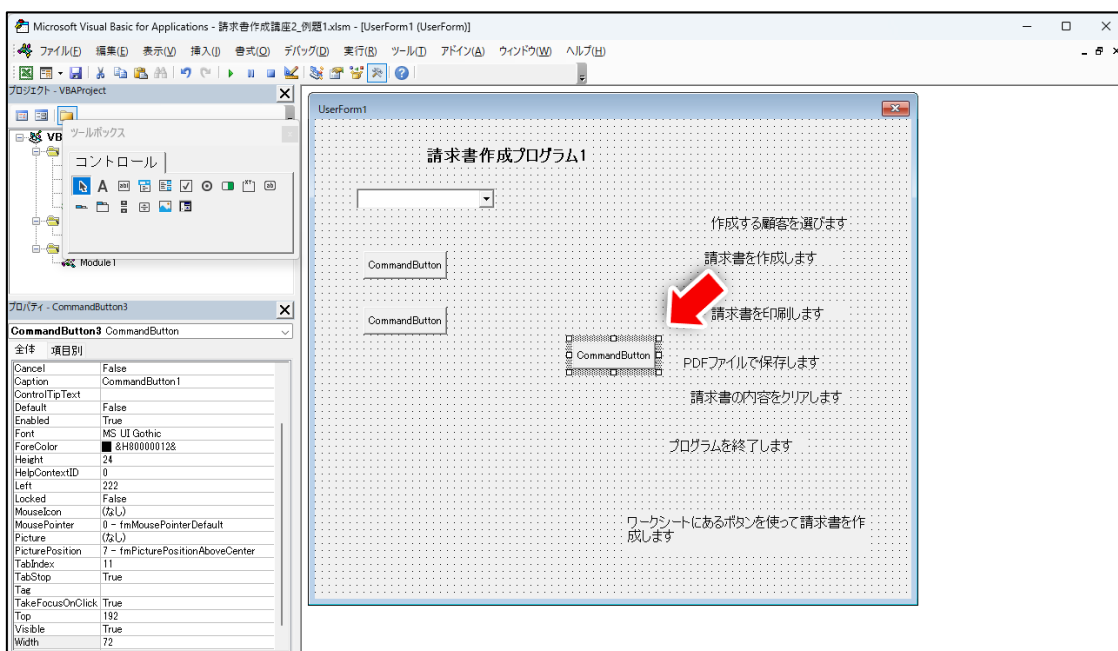 Microsoft Visual Basic for Applications - 請求書作成講座2_例題1.xlsm - [UserForm1 (UserForm)]
ファイル(F) 編集(E) 表示(V) 挿入(I) 書式(O) デバッグ(D) 実行(R) ツール(T) アドイン(A) ウィンドウ(W) ヘルプ(H)
プロジェクト - VBAProject
VB
ツールボックス
コントロール
Module1
プロパティ - CommandButton3
CommandButton3 CommandButton
全体 項目別
Cancel False
Caption CommandButton1
ControlTipText
Default False
Enabled True
Font MS UI Gothic
ForeColor &H80000012&
Height 24
HelpContextID 0
Left 222
Locked False
MouseIcon (なし)
MousePointer 0 - fmMousePointerDefault
Picture (なし)
PicturePosition 7 - fmPicturePositionAboveCenter
TabIndex 11
TabStop True
Tag
TakeFocusOnClick True
Top 192
Visible True
Width 72
UserForm1
請求書作成プログラム1
作成する顧客を選びます
CommandButton
請求書を作成します
CommandButton
請求書を印刷します
CommandButton
PDFファイルで保存します
請求書の内容をクリアします
プログラムを終了します
ワークシートにあるボタンを使って請求書を作
成します